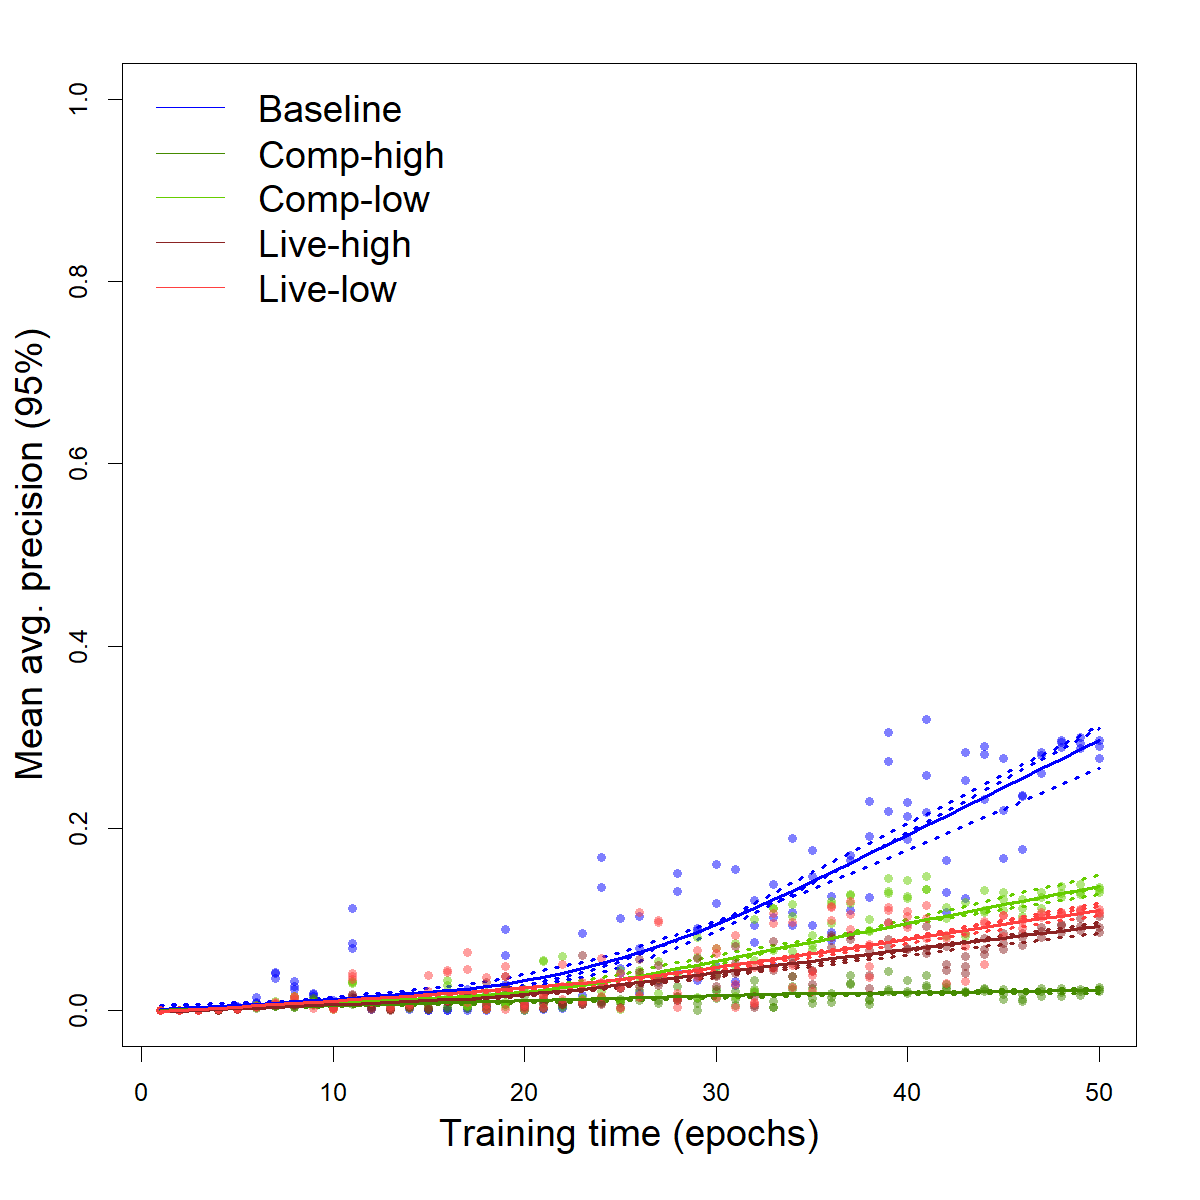 Baseline
Comp-high
Comp-low
Live-high
Live-low
Mean avg. precision (95%)
1.0
0.8
0.6
0.4
0.2
0.0
0 10 20 30 40 50
Training time (epochs)